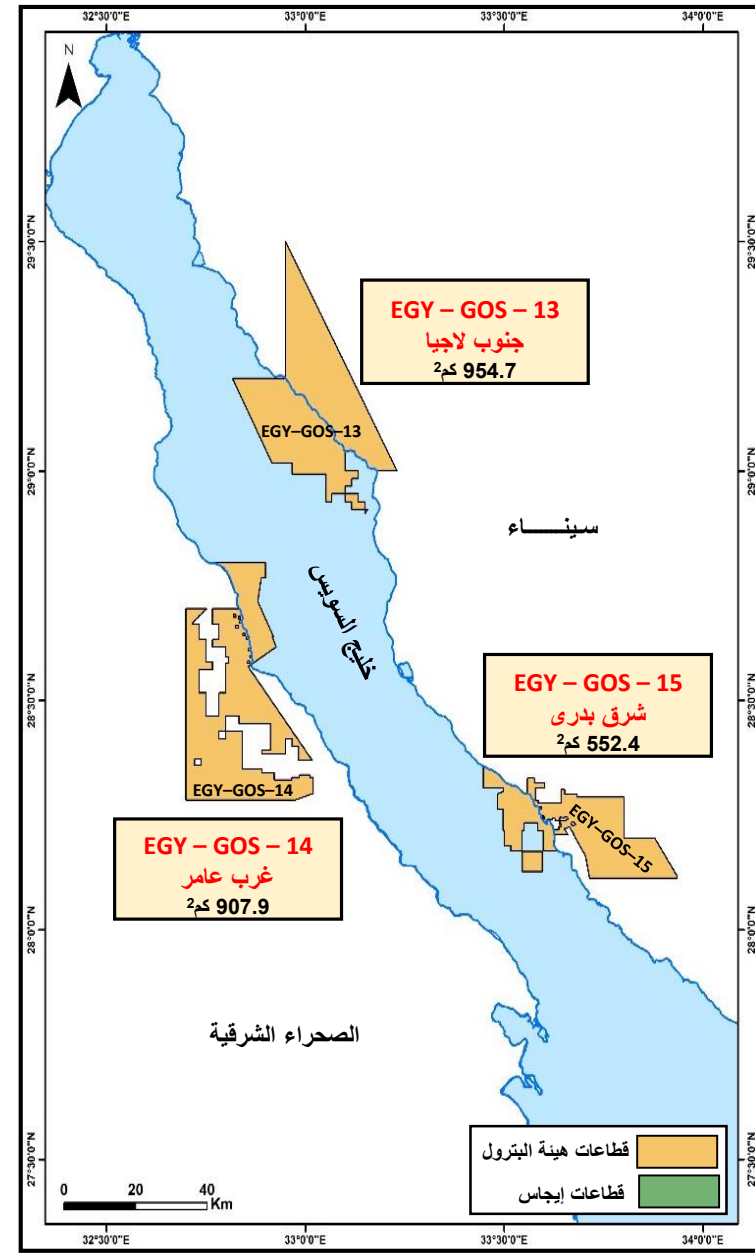 32°30'0"E 33°0'0"E 33°30'0"E 34°0'0"E
N
29°30'0"N 29°30'0"N
EGY – GOS – 13
جنوب لاجيا
954.7 كم²
EGY–GOS–13
29°0'0"N 29°0'0"N
سينـــــــاء
خليج السويس
28°30'0"N 28°30'0"N
EGY – GOS – 15
شرق بدرى
552.4 كم²
EGY–GOS–14
EGY–GOS–15
EGY – GOS – 14
غرب عامر
907.9 كم²
28°0'0"N 28°0'0"N
الصحراء الشرقية
قطاعات هيئة البترول
قطاعات إيجاس
27°30'0"N 27°30'0"N
0 20 40
Km
32°30'0"E 33°0'0"E 33°30'0"E 34°0'0"E